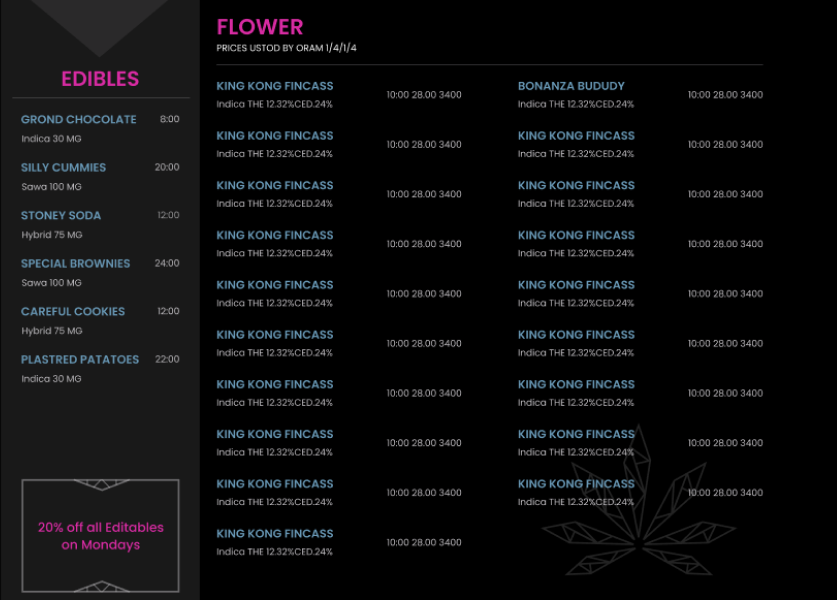 EDIBLES
GROND CHOCOLATE 8:00
Indica 30 MG
SILLY CUMMIES 20:00
Sawa 100 MG
STONEY SODA 12:00
Hybrid 75 MG
SPECIAL BROWNIES 24:00
Sawa 100 MG
CAREFUL COOKIES 12:00
Hybrid 75 MG
PLASTRED PATATOES 22:00
Indica 30 MG
20% off all Editables
on Mondays
FLOWER
PRICES USTOD BY ORAM 1/4/1/4
KING KONG FINCASS
10:00 28.00 3400
Indica THE 12.32%CED.24%
KING KONG FINCASS
10:00 28.00 3400
Indica THE 12.32%CED.24%
KING KONG FINCASS
10:00 28.00 3400
Indica THE 12.32%CED.24%
KING KONG FINCASS
10:00 28.00 3400
Indica THE 12.32%CED.24%
KING KONG FINCASS
10:00 28.00 3400
Indica THE 12.32%CED.24%
KING KONG FINCASS
10:00 28.00 3400
Indica THE 12.32%CED.24%
KING KONG FINCASS
10:00 28.00 3400
Indica THE 12.32%CED.24%
KING KONG FINCASS
10:00 28.00 3400
Indica THE 12.32%CED.24%
KING KONG FINCASS
10:00 28.00 3400
Indica THE 12.32%CED.24%
KING KONG FINCASS
10:00 28.00 3400
Indica THE 12.32%CED.24%
BONANZA BUDUDY
10:00 28.00 3400
Indica THE 12.32%CED.24%
KING KONG FINCASS
10:00 28.00 3400
Indica THE 12.32%CED.24%
KING KONG FINCASS
10:00 28.00 3400
Indica THE 12.32%CED.24%
KING KONG FINCASS
10:00 28.00 3400
Indica THE 12.32%CED.24%
KING KONG FINCASS
10:00 28.00 3400
Indica THE 12.32%CED.24%
KING KONG FINCASS
10:00 28.00 3400
Indica THE 12.32%CED.24%
KING KONG FINCASS
10:00 28.00 3400
Indica THE 12.32%CED.24%
KING KONG FINCASS
10:00 28.00 3400
Indica THE 12.32%CED.24%
KING KONG FINCASS
10:00 28.00 3400
Indica THE 12.32%CED.24%